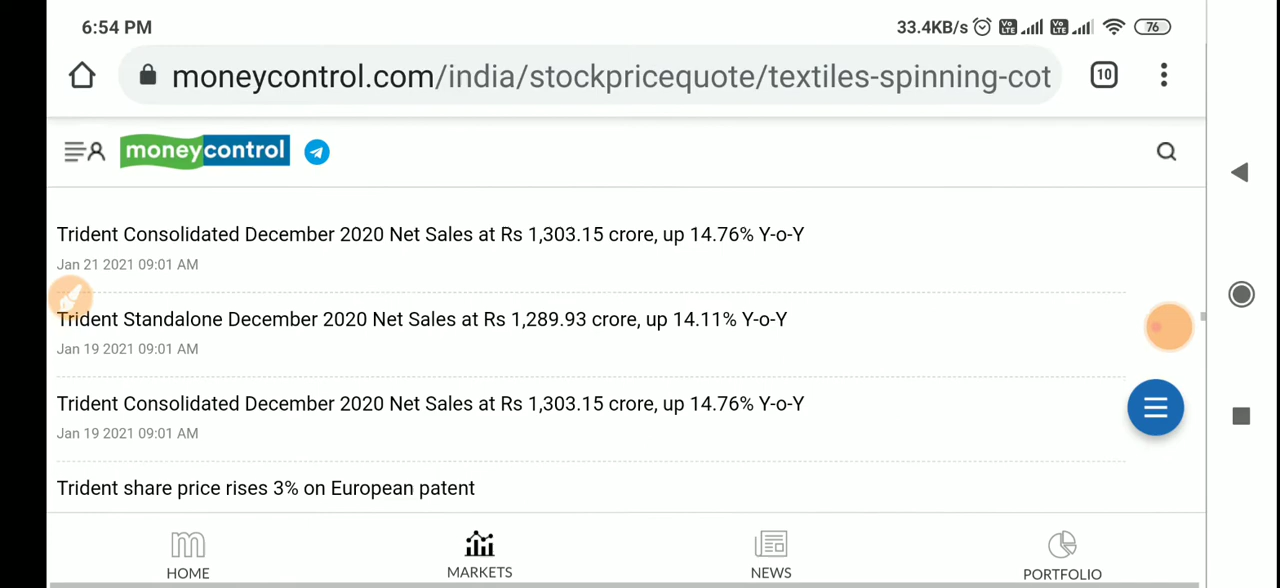 6:54 PM
33.4KB/s Vo LTE Vo LTE 76
moneycontrol.com/india/stockpricequote/textiles-spinning-cot
10
moneycontrol
Trident Consolidated December 2020 Net Sales at Rs 1,303.15 crore, up 14.76% Y-o-Y
Jan 21 2021 09:01 AM
Trident Standalone December 2020 Net Sales at Rs 1,289.93 crore, up 14.11% Y-o-Y
Jan 19 2021 09:01 AM
Trident Consolidated December 2020 Net Sales at Rs 1,303.15 crore, up 14.76% Y-o-Y
Jan 19 2021 09:01 AM
Trident share price rises 3% on European patent
HOME
MARKETS
NEWS
PORTFOLIO